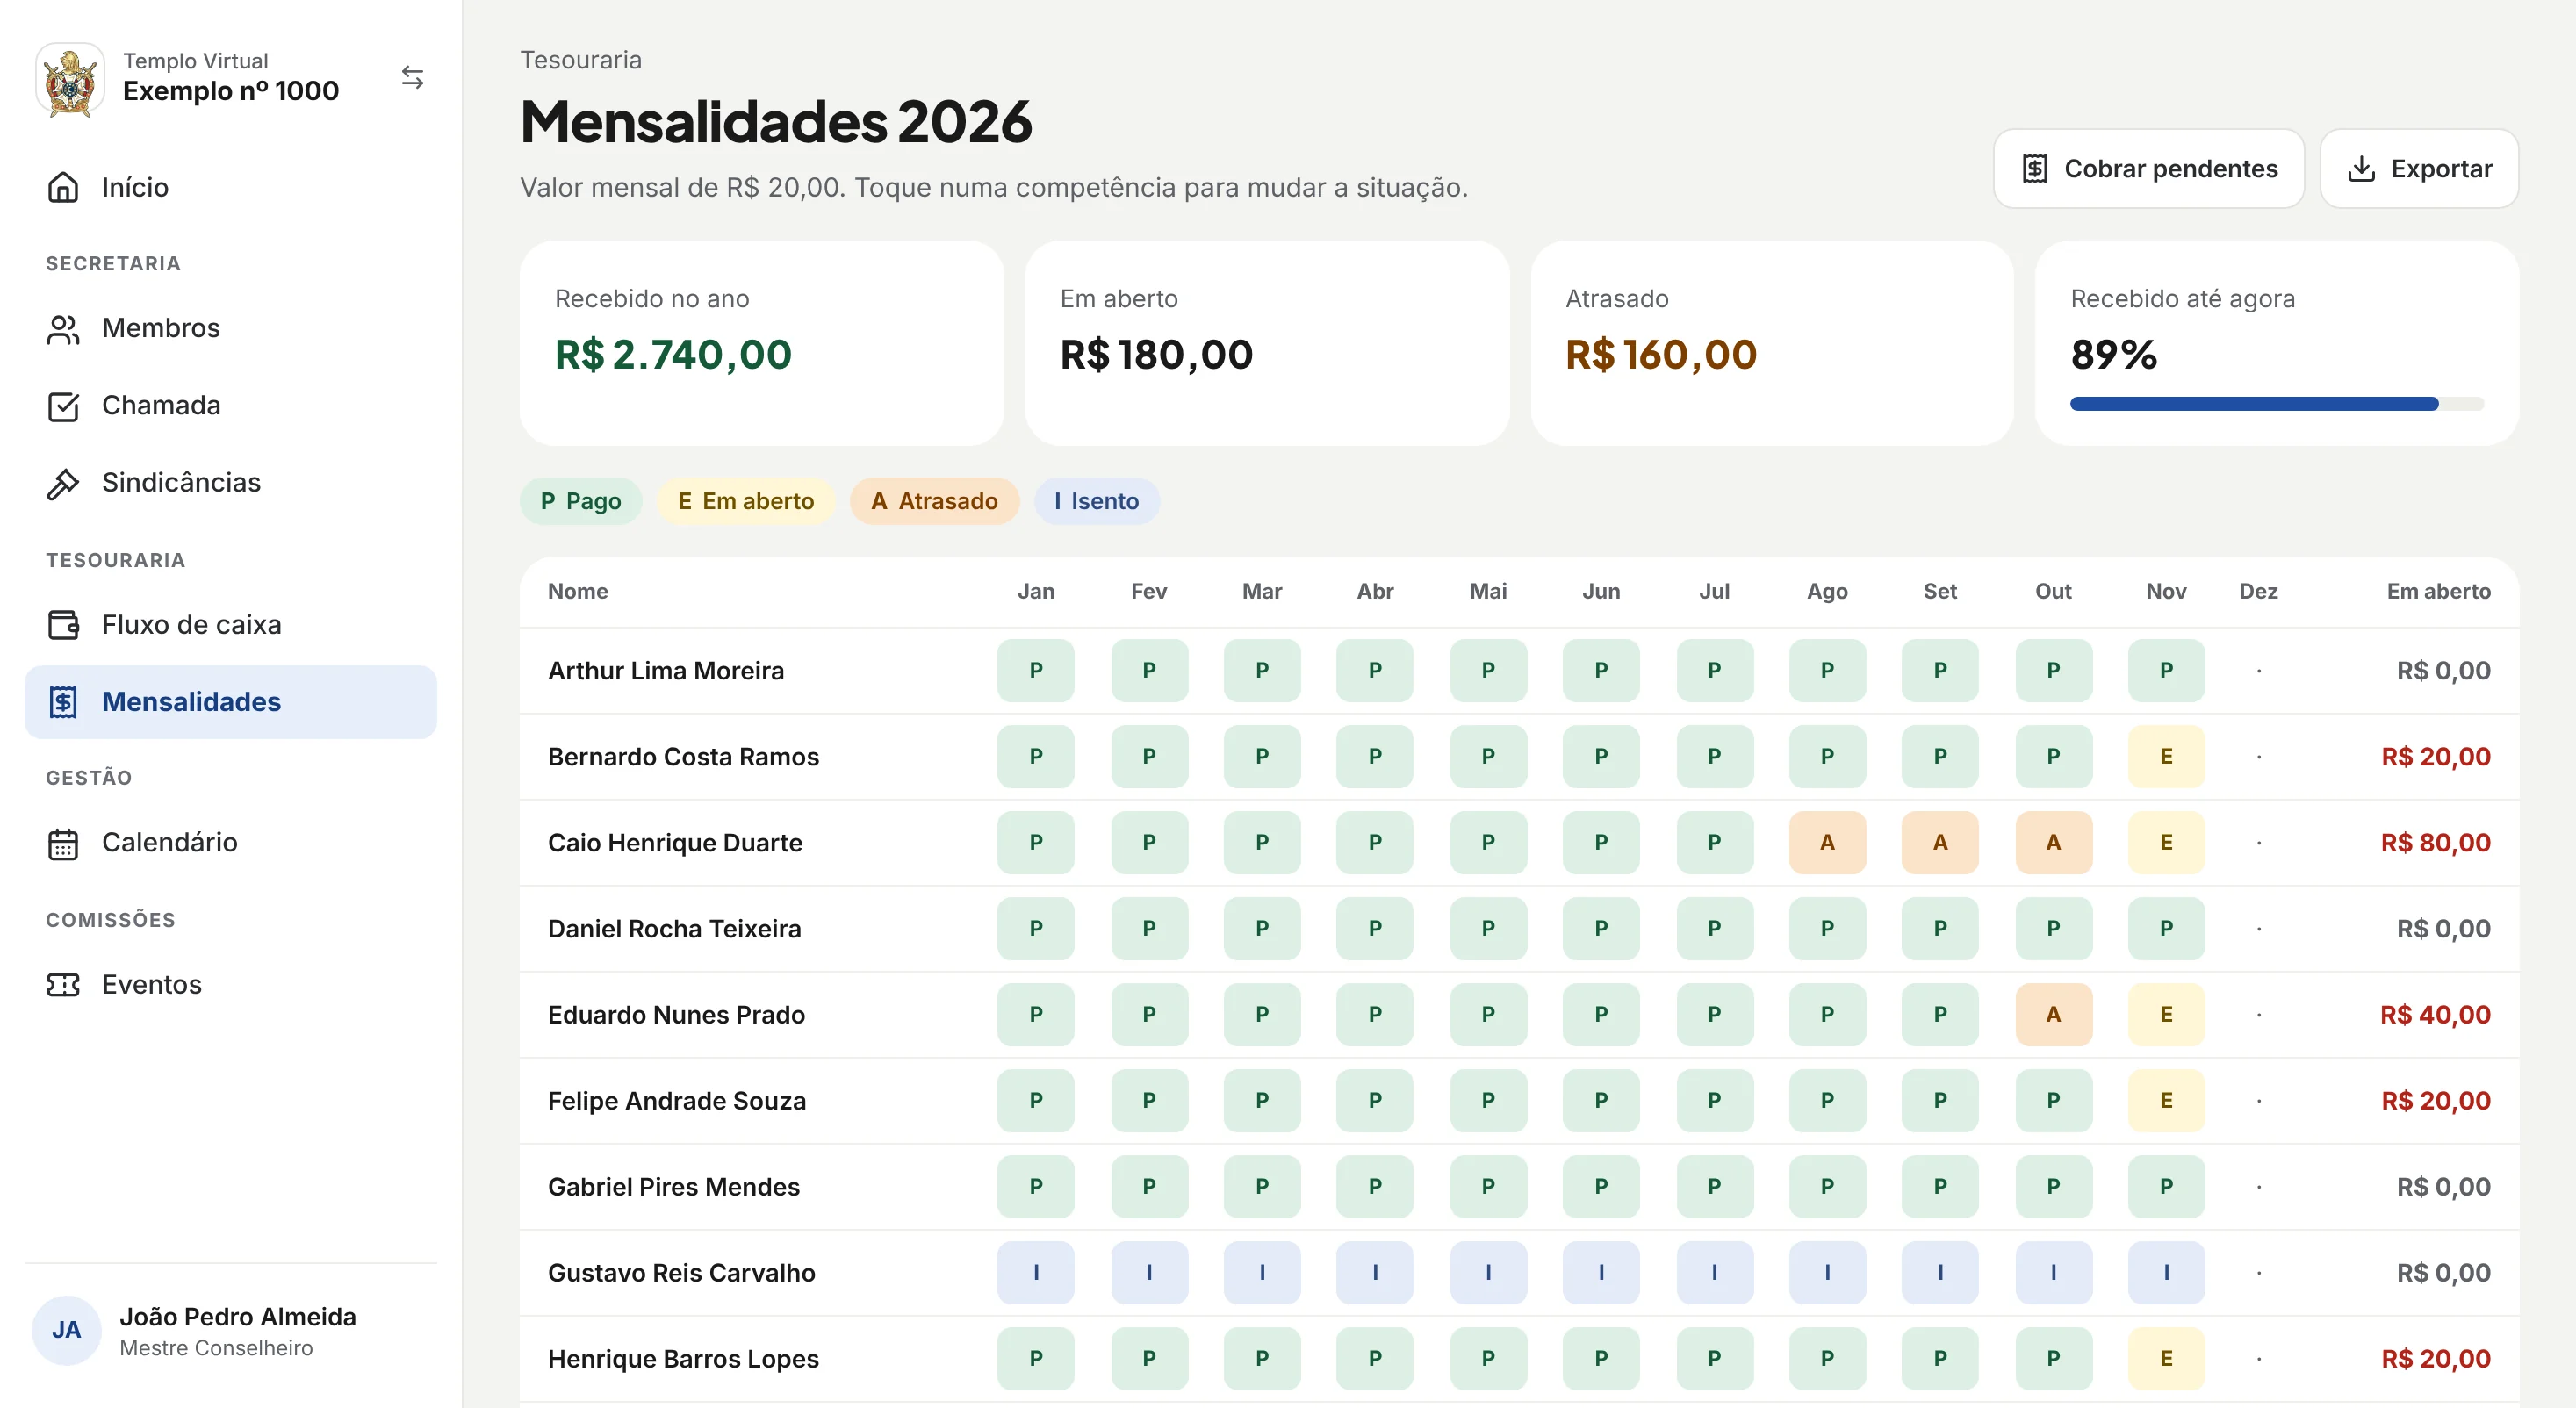 Templo Virtual
Exemplo nº 1000
Início
SECRETARIA
Membros
Chamada
Sindicâncias
TESOURARIA
Fluxo de caixa
Mensalidades
GESTÃO
Calendário
COMISSÕES
Eventos
JA
João Pedro Almeida
Mestre Conselheiro
Tesouraria
Mensalidades 2026
Valor mensal de R$ 20,00. Toque numa competência para mudar a situação.
Cobrar pendentes
Exportar
Recebido no ano
R$ 2.740,00
Em aberto
R$ 180,00
Atrasado
R$ 160,00
Recebido até agora
89%
P Pago E Em aberto A Atrasado I Isento
Nome Jan Fev Mar Abr Mai Jun Jul Ago Set Out Nov Dez Em aberto
Arthur Lima Moreira P P P P P P P P P P P · R$ 0,00
Bernardo Costa Ramos P P P P P P P P P P E · R$ 20,00
Caio Henrique Duarte P P P P P P P A A A E · R$ 80,00
Daniel Rocha Teixeira P P P P P P P P P P P · R$ 0,00
Eduardo Nunes Prado P P P P P P P P P A E · R$ 40,00
Felipe Andrade Souza P P P P P P P P P P E · R$ 20,00
Gabriel Pires Mendes P P P P P P P P P P P · R$ 0,00
Gustavo Reis Carvalho I I I I I I I I I I I · R$ 0,00
Henrique Barros Lopes P P P P P P P P P P E · R$ 20,00